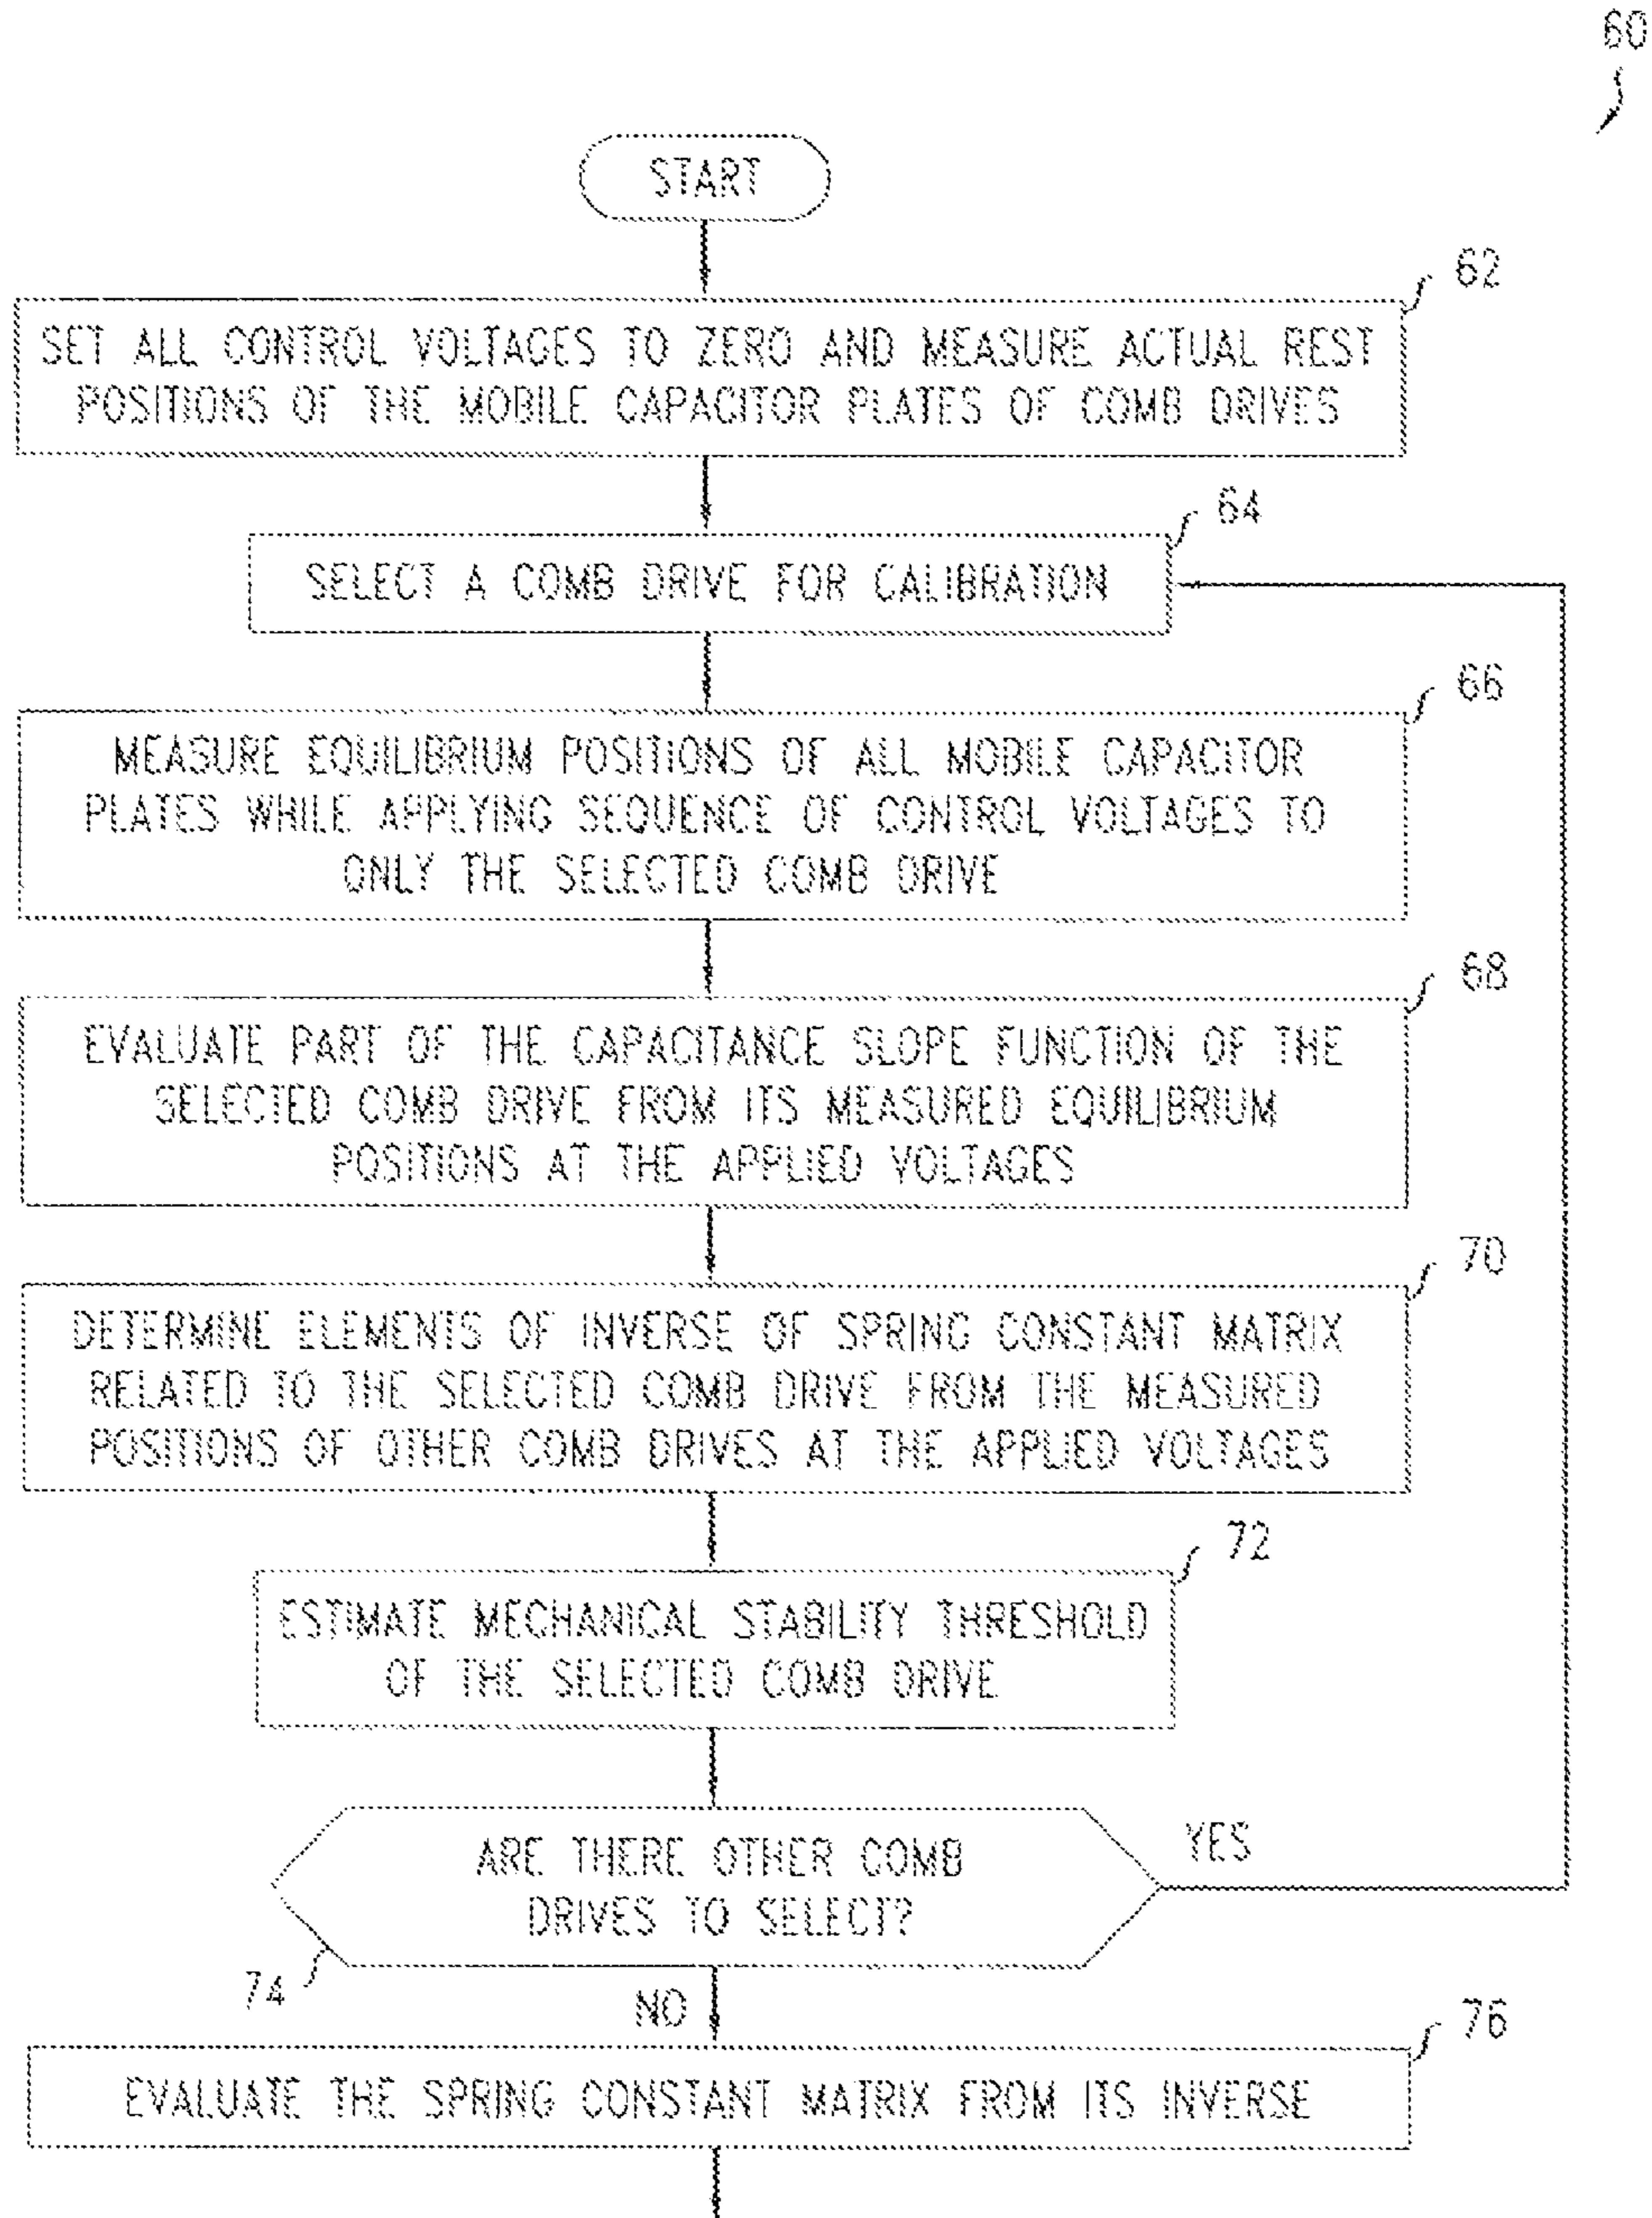 60
START
62
SET ALL CONTROL VOLTAGES TO ZERO AND MEASURE ACTUAL REST
POSITIONS OF THE MOBILE CAPACITOR PLATES OF COMB DRIVES
64
SELECT A COMB DRIVE FOR CALIBRATION
66
MEASURE EQUILIBRIUM POSITIONS OF ALL MOBILE CAPACITOR
PLATES WHILE APPLYING SEQUENCE OF CONTROL VOLTAGES TO
ONLY THE SELECTED COMB DRIVE
68
EVALUATE PART OF THE CAPACITANCE SLOPE FUNCTION OF THE
SELECTED COMB DRIVE FROM ITS MEASURED EQUILIBRIUM
POSITIONS AT THE APPLIED VOLTAGES
70
DETERMINE ELEMENTS OF INVERSE OF SPRING CONSTANT MATRIX
RELATED TO THE SELECTED COMB DRIVE FROM THE MEASURED
POSITIONS OF OTHER COMB DRIVES AT THE APPLIED VOLTAGES
72
ESTIMATE MECHANICAL STABILITY THRESHOLD
OF THE SELECTED COMB DRIVE
ARE THERE OTHER COMB
DRIVES TO SELECT?
YES
74
NO
76
EVALUATE THE SPRING CONSTANT MATRIX FROM ITS INVERSE